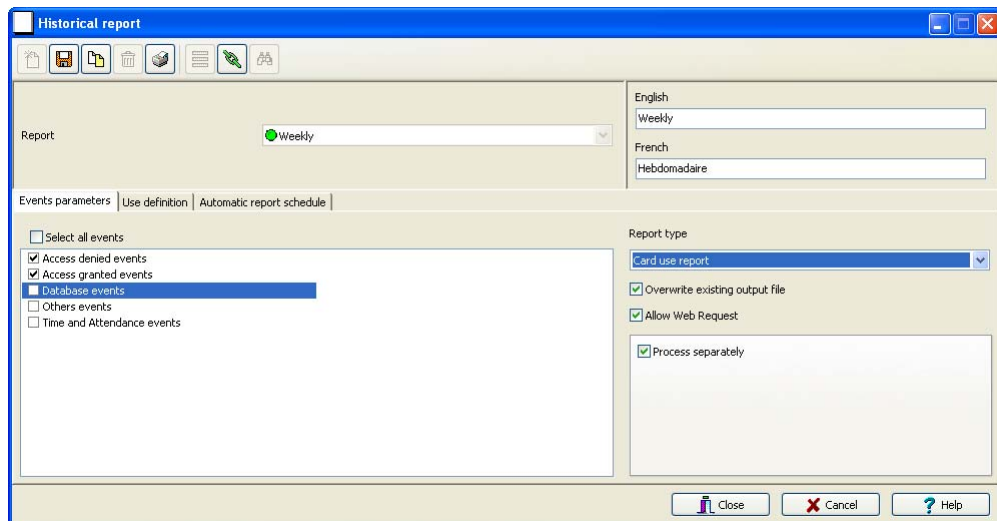 Historical report
English
Weekly
Report
Weekly
French
Hebdomadaire
Events parameters
Use definition
Automatic report schedule
Select all events
Access denied events
Access granted events
Database events
Others events
Time and Attendance events
Report type
Card use report
Overwrite existing output file
Allow Web Request
Process separately
Close
Cancel
? Help